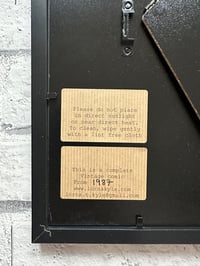 Please do not place
in direct sunlight
or near direct heat.
To clean, wipe gently
with a lint free cloth
This is a complete
Vintage comic
From 1987